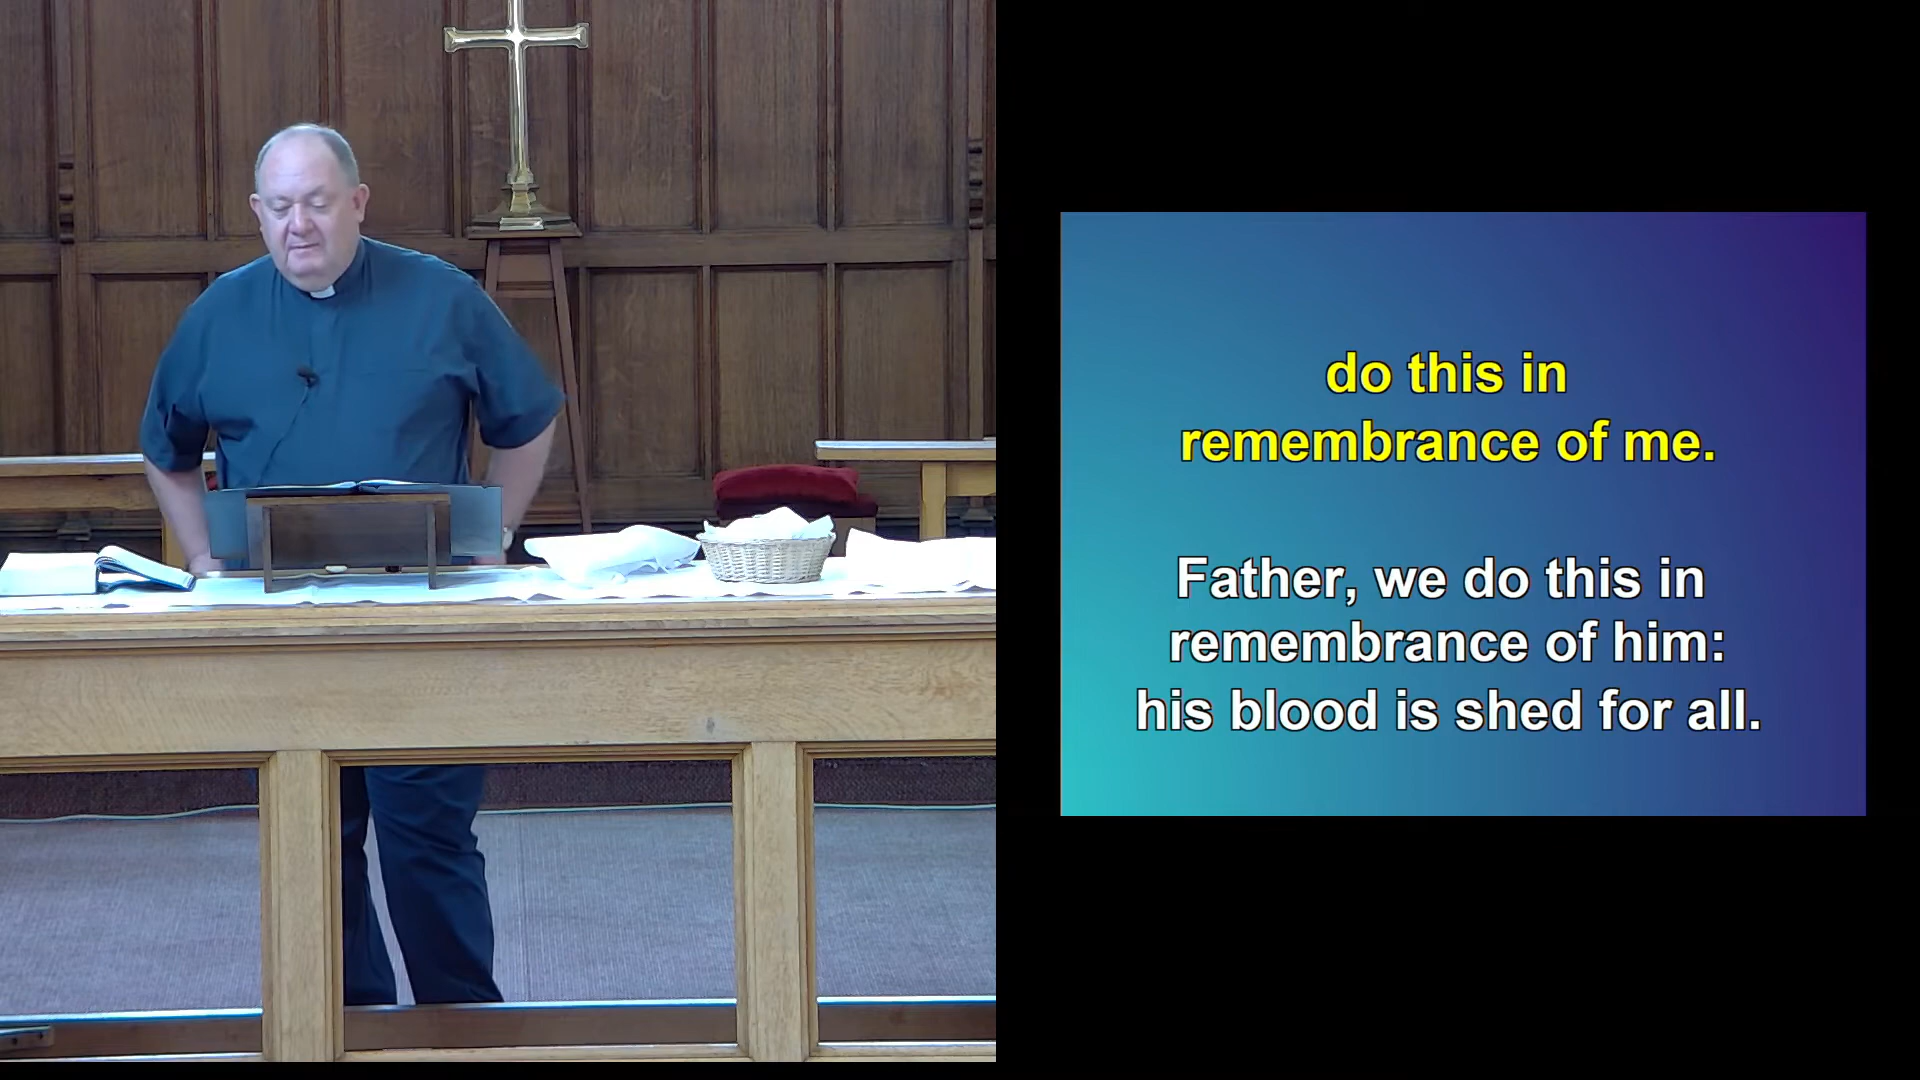 do this in
remembrance of me.
Father, we do this in
remembrance of him:
his blood is shed for all.